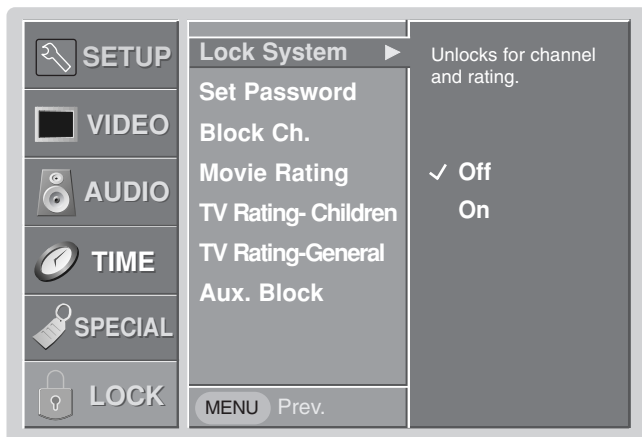 SETUP
VIDEO
AUDIO
TIME
SPECIAL
LOCK
Lock System
Set Password
Block Ch.
Movie Rating
TV Rating- Children
TV Rating-General
Aux. Block
MENU Prev.
Unlocks for channel
and rating.
✓ Off
On